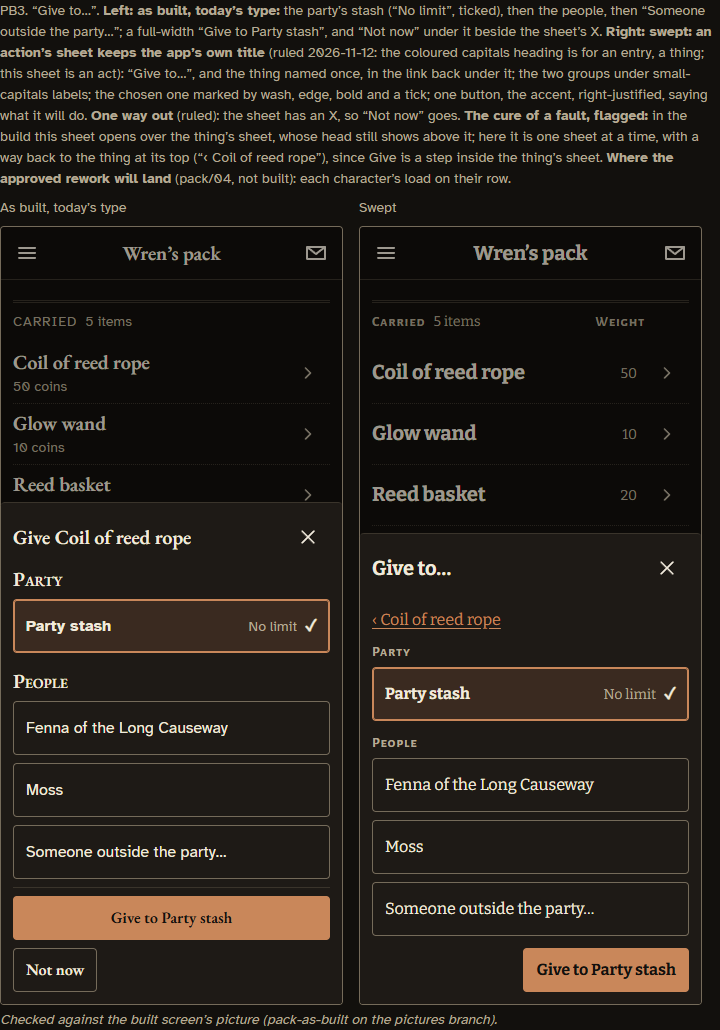 PB3. “Give to…”. Left: as built, today’s type: the party’s stash (“No limit”, ticked), then the people, then “Someone
outside the party…”; a full-width “Give to Party stash”, and “Not now” under it beside the sheet’s X. Right: swept: an
action’s sheet keeps the app’s own title (ruled 2026-11-12: the coloured capitals heading is for an entry, a thing;
this sheet is an act): “Give to…”, and the thing named once, in the link back under it; the two groups under small-
capitals labels; the chosen one marked by wash, edge, bold and a tick; one button, the accent, right-justified, saying
what it will do. One way out (ruled): the sheet has an X, so “Not now” goes. The cure of a fault, flagged: in the
build this sheet opens over the thing’s sheet, whose head still shows above it; here it is one sheet at a time, with a
way back to the thing at its top (“‹ Coil of reed rope”), since Give is a step inside the thing’s sheet. Where the
approved rework will land (pack/04, not built): each character’s load on their row.
As built, today’s type
Wren’s pack
CARRIED 5 items
Coil of reed rope
50 coins
Glow wand
10 coins
Reed basket
Give Coil of reed rope
Party
Party stash No limit
People
Fenna of the Long Causeway
Moss
Someone outside the party…
Give to Party stash
Not now
Swept
Wren’s pack
Carried 5 items Weight
Coil of reed rope 50
Glow wand 10
Reed basket 20
Give to…
‹ Coil of reed rope
Party
Party stash No limit
People
Fenna of the Long Causeway
Moss
Someone outside the party…
Give to Party stash
Checked against the built screen’s picture (pack-as-built on the pictures branch).